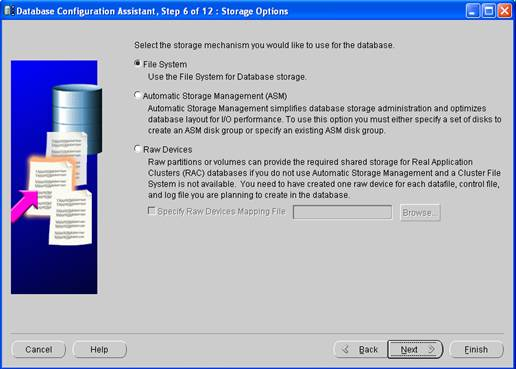 Database Configuration Assistant, Step 6 of 12 : Storage Options
Select the storage mechanism you would like to use for the database.
File System
Use the File System for Database storage.
Automatic Storage Management (ASM)
Automatic Storage Management simplifies database storage administration and optimizes
database layout for I/O performance. To use this option you must either specify a set of disks to
create an ASM disk group or specify an existing ASM disk group.
Raw Devices
Raw partitions or volumes can provide the required shared storage for Real Application
Clusters (RAC) databases if you do not use Automatic Storage Management and a Cluster File
System is not available. You need to have created one raw device for each datafile, control file,
and log file you are planning to create in the database.
Specify Raw Devices Mapping File
Browse...
Cancel
Help
Back
Next
Finish